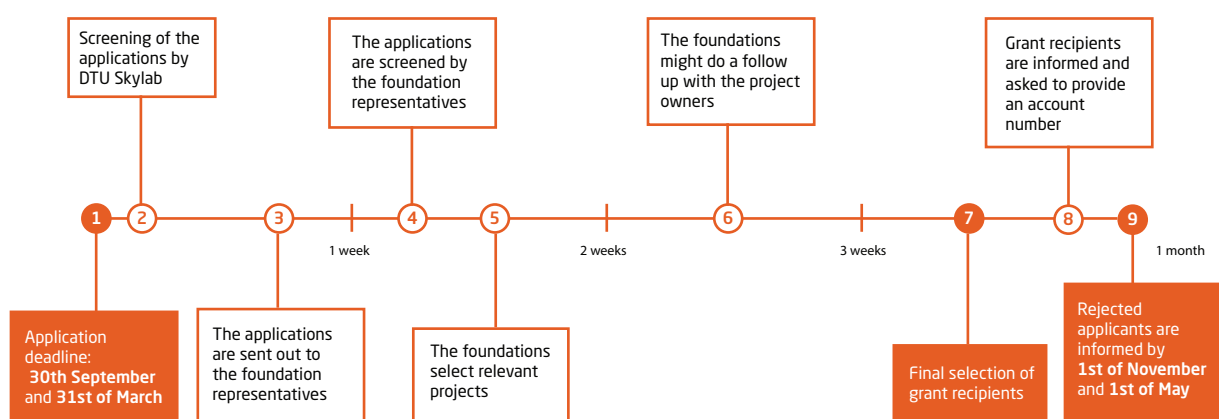 Screening of the
applications by
DTU Skylab
The applications
are screened by
the foundation
representatives
The foundations
might do a follow
up with the project
owners
Grant recipients
are informed and
asked to provide
an account
number
1
2
3
4
5
6
7
8
9
1 week
2 weeks
3 weeks
1 month
Application
deadline:
30th September
and 31st of March
The applications
are sent out to
the foundation
representatives
The foundations
select relevant
projects
Final selection of
grant recipients
Rejected
applicants are
informed by
1st of November
and 1st of May